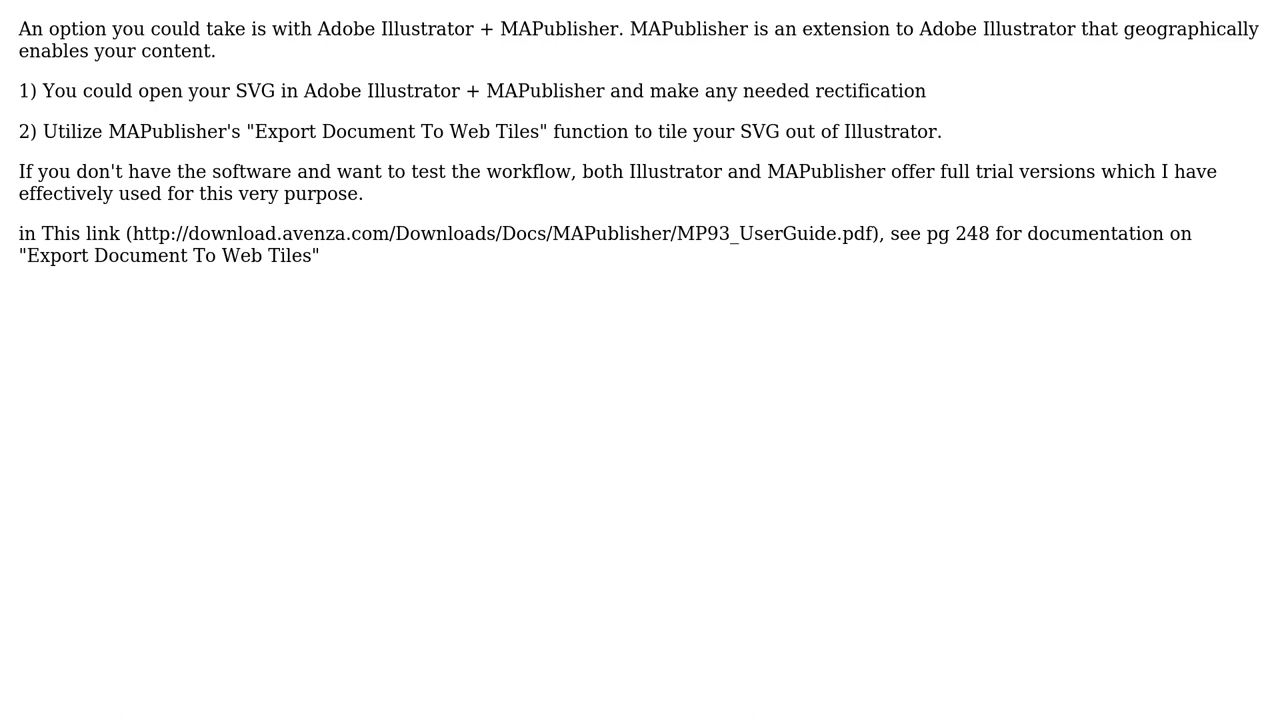 An option you could take is with Adobe Illustrator + MAPublisher. MAPublisher is an extension to Adobe Illustrator that geographically
enables your content.
1) You could open your SVG in Adobe Illustrator + MAPublisher and make any needed rectification
2) Utilize MAPublisher's "Export Document To Web Tiles" function to tile your SVG out of Illustrator.
If you don't have the software and want to test the workflow, both Illustrator and MAPublisher offer full trial versions which I have
effectively used for this very purpose.
in This link (http://download.avenza.com/Downloads/Docs/MAPublisher/MP93_UserGuide.pdf), see pg 248 for documentation on
"Export Document To Web Tiles"